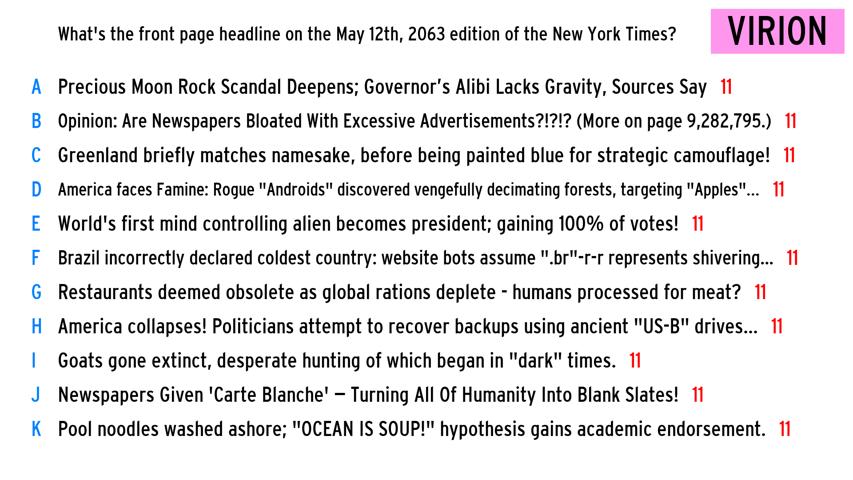 What's the front page headline on the May 12th, 2063 edition of the New York Times?
VIRION
A Precious Moon Rock Scandal Deepens; Governor’s Alibi Lacks Gravity, Sources Say 11
B Opinion: Are Newspapers Bloated With Excessive Advertisements?!?!? (More on page 9,282,795.) 11
C Greenland briefly matches namesake, before being painted blue for strategic camouflage! 11
D America faces Famine: Rogue "Androids" discovered vengefully decimating forests, targeting "Apples"... 11
E World's first mind controlling alien becomes president; gaining 100% of votes! 11
F Brazil incorrectly declared coldest country: website bots assume ".br"-r-r represents shivering... 11
G Restaurants deemed obsolete as global rations deplete - humans processed for meat? 11
H America collapses! Politicians attempt to recover backups using ancient "US-B" drives... 11
I Goats gone extinct, desperate hunting of which began in "dark" times. 11
J Newspapers Given 'Carte Blanche' – Turning All Of Humanity Into Blank Slates! 11
K Pool noodles washed ashore; "OCEAN IS SOUP!" hypothesis gains academic endorsement. 11